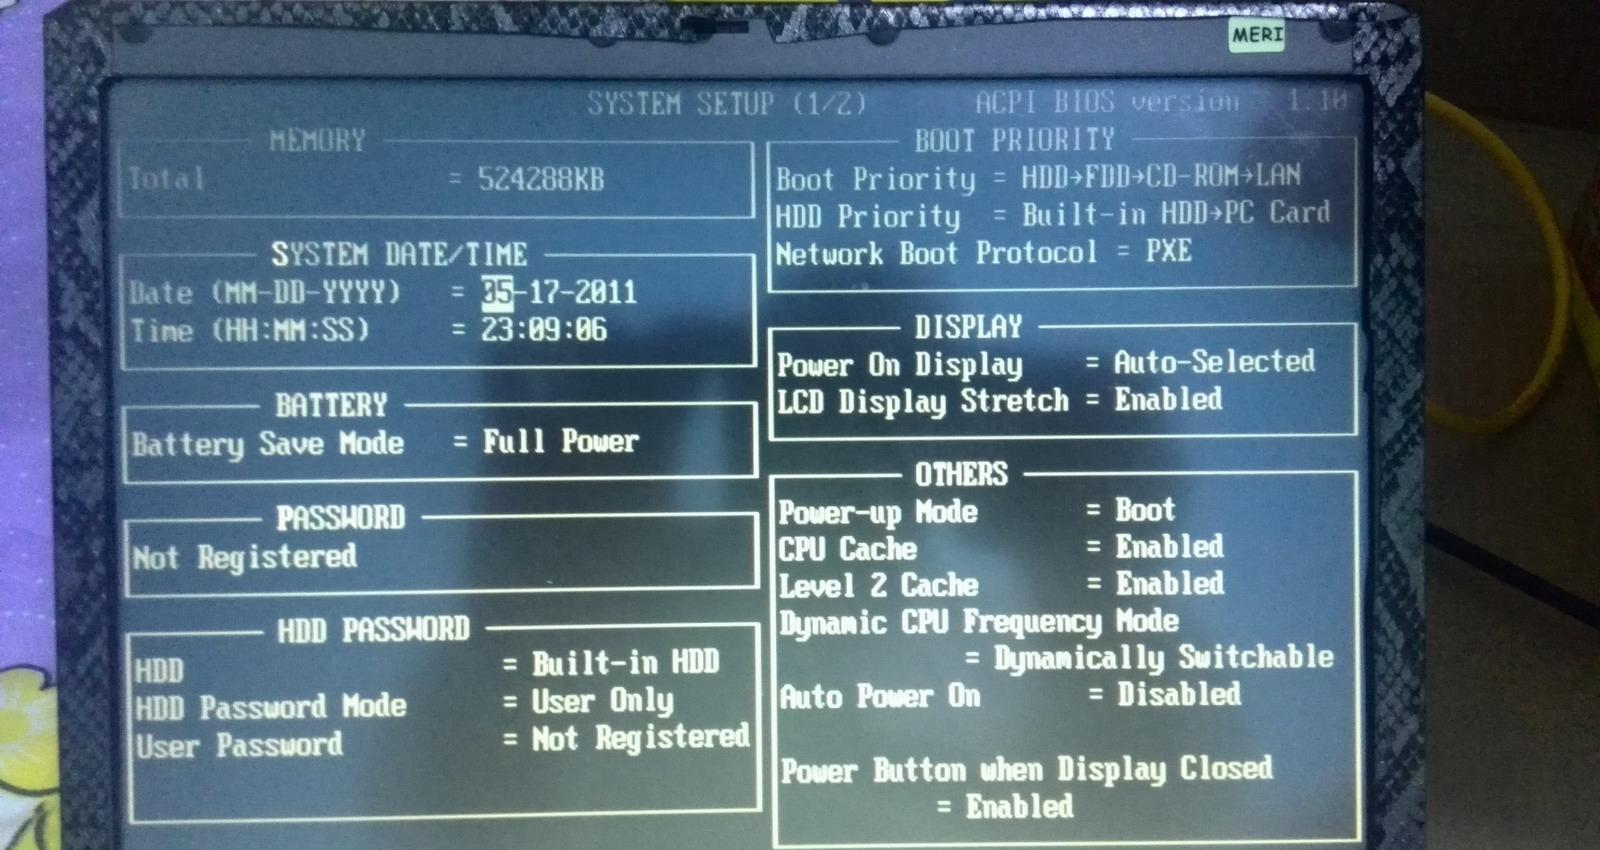 MERI
SYSTEM SETUP (1/2) ACPI BIOS version - 1.10
MEMORY
Total = 524288KB
SYSTEM DATE/TIME
Date (MM-DD-YYYY) = 05-17-2011
Time (HH:MM:SS) = 23:09:06
BATTERY
Battery Save Mode = Full Power
PASSWORD
Not Registered
HDD PASSWORD
HDD = Built-in HDD
HDD Password Mode = User Only
User Password = Not Registered
BOOT PRIORITY
Boot Priority = HDD→FDD→CD-ROM→LAN
HDD Priority = Built-in HDD→PC Card
Network Boot Protocol = PXE
DISPLAY
Power On Display = Auto-Selected
LCD Display Stretch = Enabled
OTHERS
Power-up Mode = Boot
CPU Cache = Enabled
Level 2 Cache = Enabled
Dynamic CPU Frequency Mode
= Dynamically Switchable
Auto Power On = Disabled
Power Button when Display Closed
= Enabled